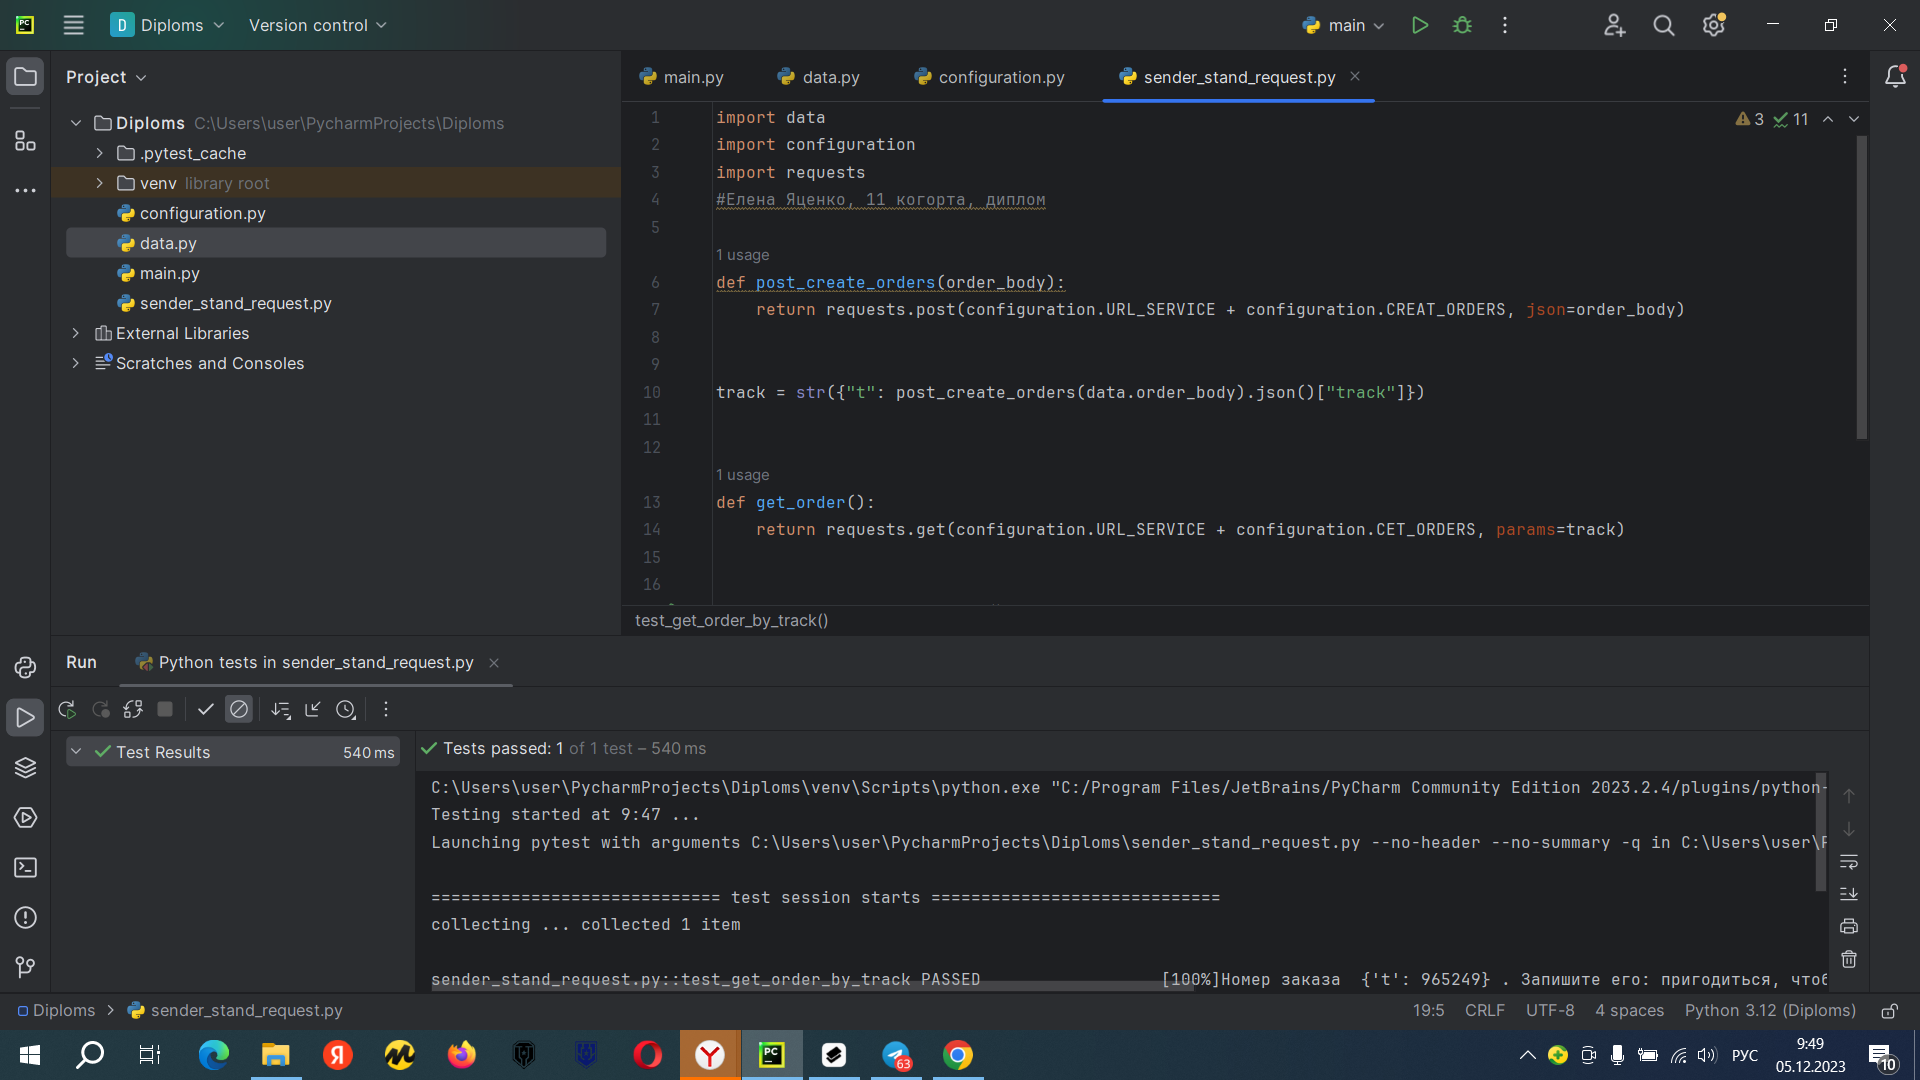 PC
D Diploms
Version control
main
Project
main.py
data.py
configuration.py
sender_stand_request.py
Diploms C:\Users\user\PycharmProjects\Diploms
.pytest_cache
venv library root
configuration.py
data.py
main.py
sender_stand_request.py
External Libraries
Scratches and Consoles
3 11
1 import data
2 import configuration
3 import requests
4 #Елена Яценко, 11 когорта, диплом
5
1 usage
6 def post_create_orders(order_body):
7 return requests.post(configuration.URL_SERVICE + configuration.CREAT_ORDERS, json=order_body)
8
9
10 track = str({"t": post_create_orders(data.order_body).json()["track"]})
11
12
1 usage
13 def get_order():
14 return requests.get(configuration.URL_SERVICE + configuration.CET_ORDERS, params=track)
15
16
test_get_order_by_track()
Run
Python tests in sender_stand_request.py
Test Results 540 ms
Tests passed: 1 of 1 test – 540 ms
C:\Users\user\PycharmProjects\Diploms\venv\Scripts\python.exe "C:/Program Files/JetBrains/PyCharm Community Edition 2023.2.4/plugins/python-
Testing started at 9:47 ...
Launching pytest with arguments C:\Users\user\PycharmProjects\Diploms\sender_stand_request.py --no-header --no-summary -q in C:\Users\user\
============================= test session starts =============================
collecting ... collected 1 item
sender_stand_request.py::test_get_order_by_track PASSED [100%]Номер заказа {'t': 965249} . Запишите его: пригодиться, чтоб
Diploms
sender_stand_request.py
19:5 CRLF UTF-8 4 spaces Python 3.12 (Diploms)
Я
Y
PC
63
РУС
9:49
05.12.2023
10